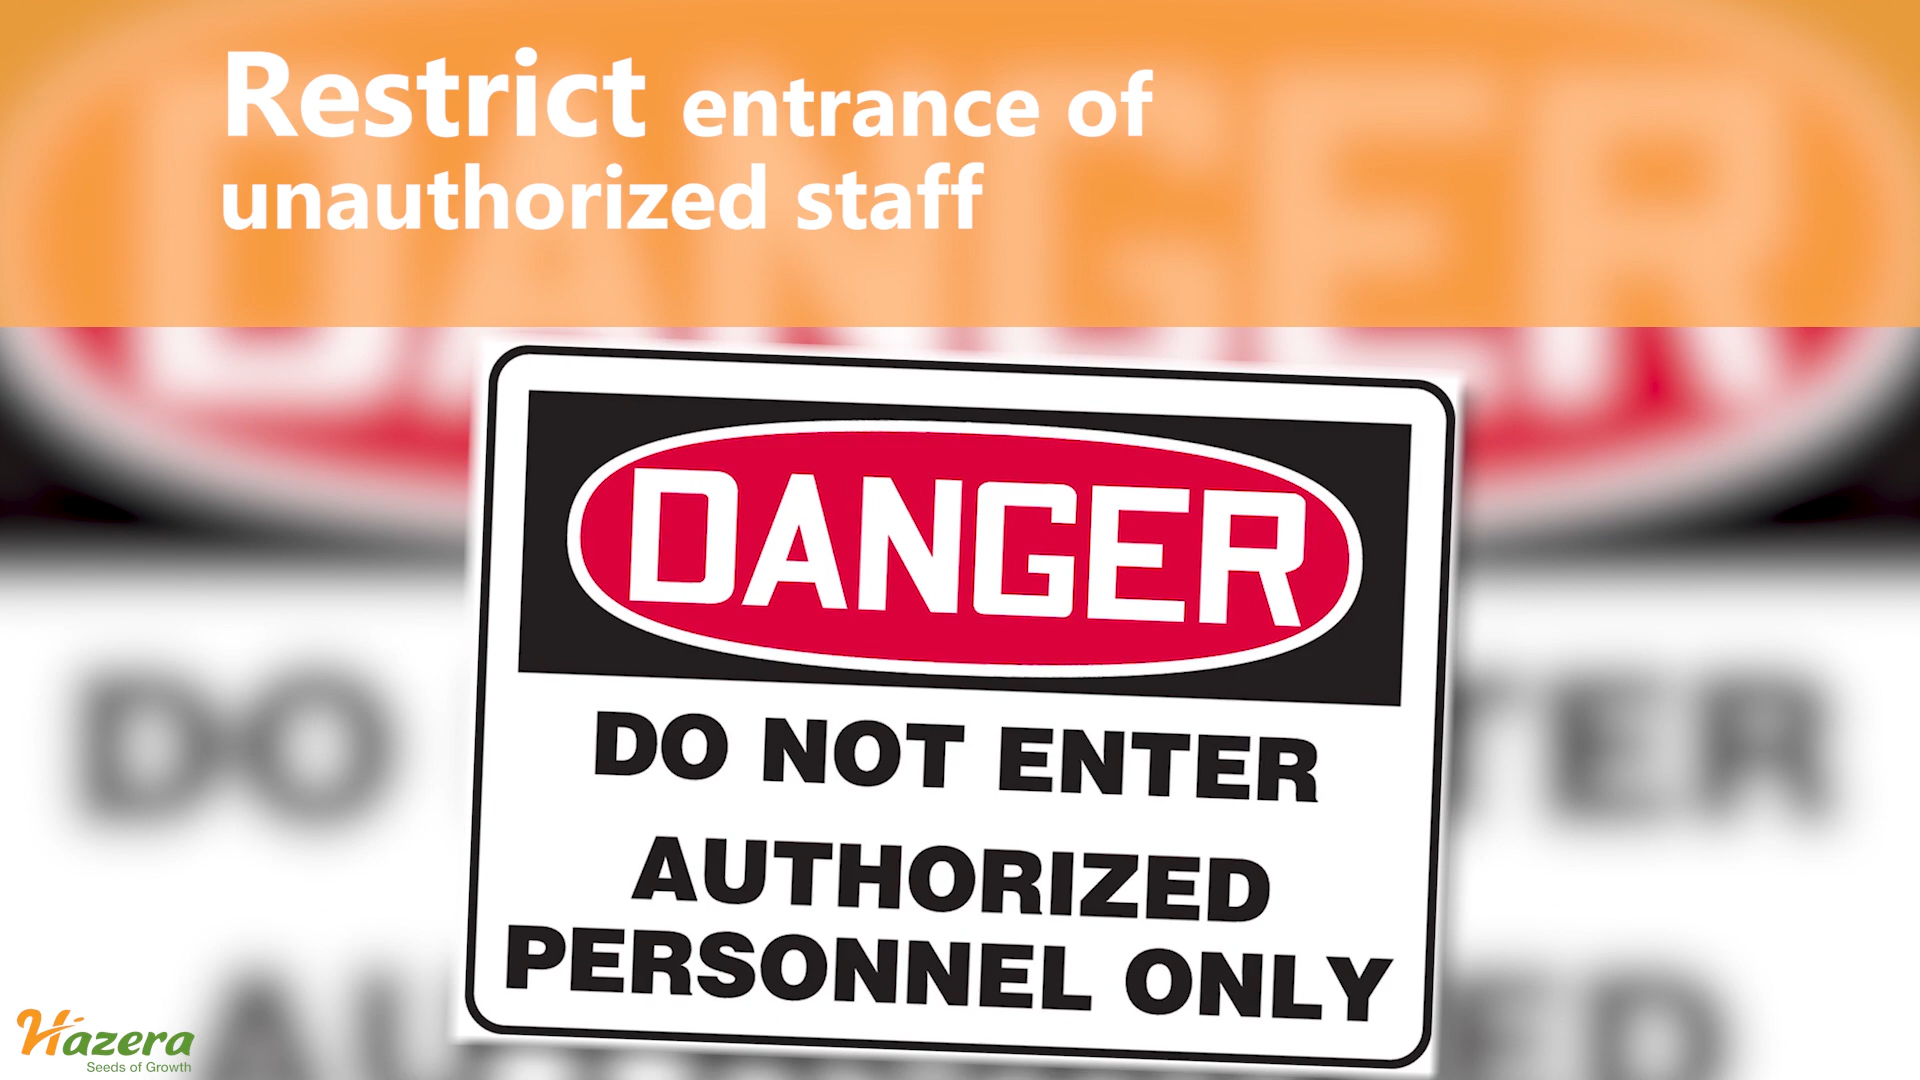 Restrict entrance of
unauthorized staff
DANGER
DO NOT ENTER
AUTHORIZED
PERSONNEL ONLY
Hazera
Seeds of Growth